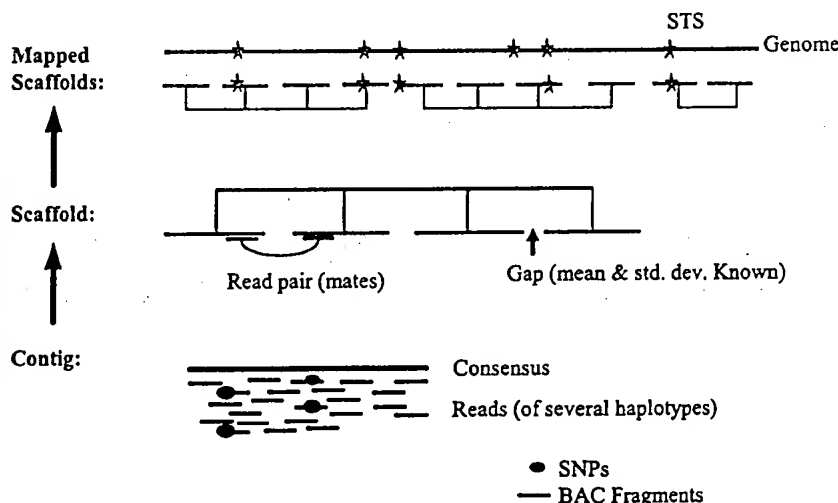 STS
Genome
Mapped
Scaffolds:
Scaffold:
Read pair (mates)
Gap (mean & std. dev. Known)
Contig:
Consensus
Reads (of several haplotypes)
SNPs
BAC Fragments